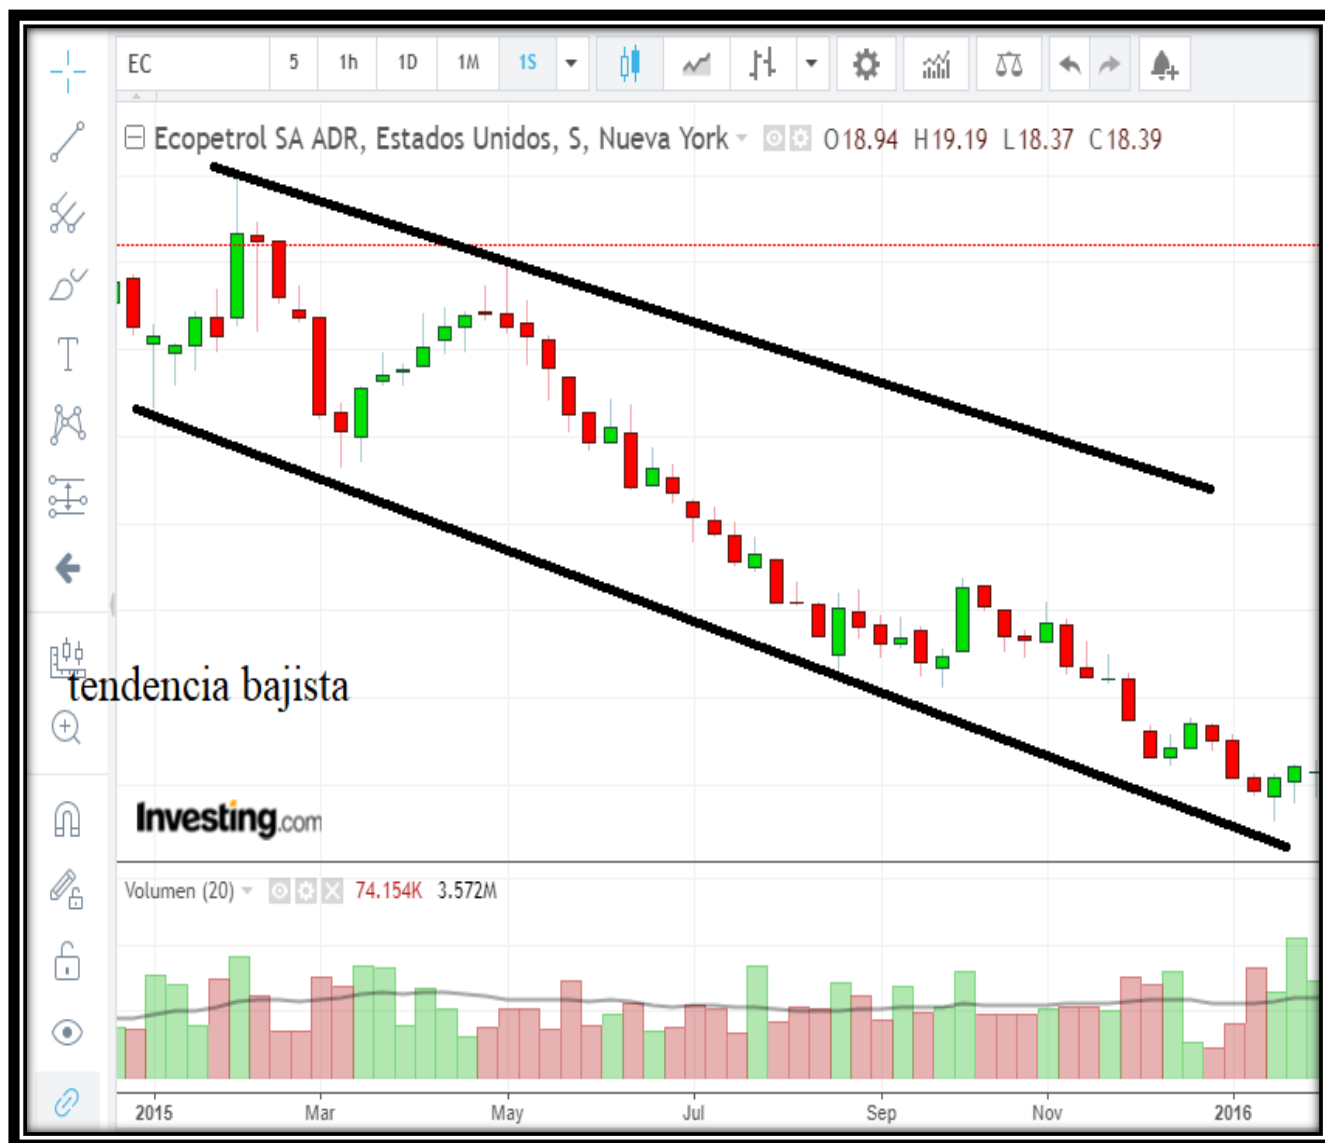 EC 5 1h 1D 1M 1S
Ecopetrol SA ADR, Estados Unidos, S, Nueva York O18.94 H19.19 L18.37 C18.39
T
tendencia bajista
Investing.com
Volumen (20) 74.154K 3.572M
2015 Mar May Jul Sep Nov 2016